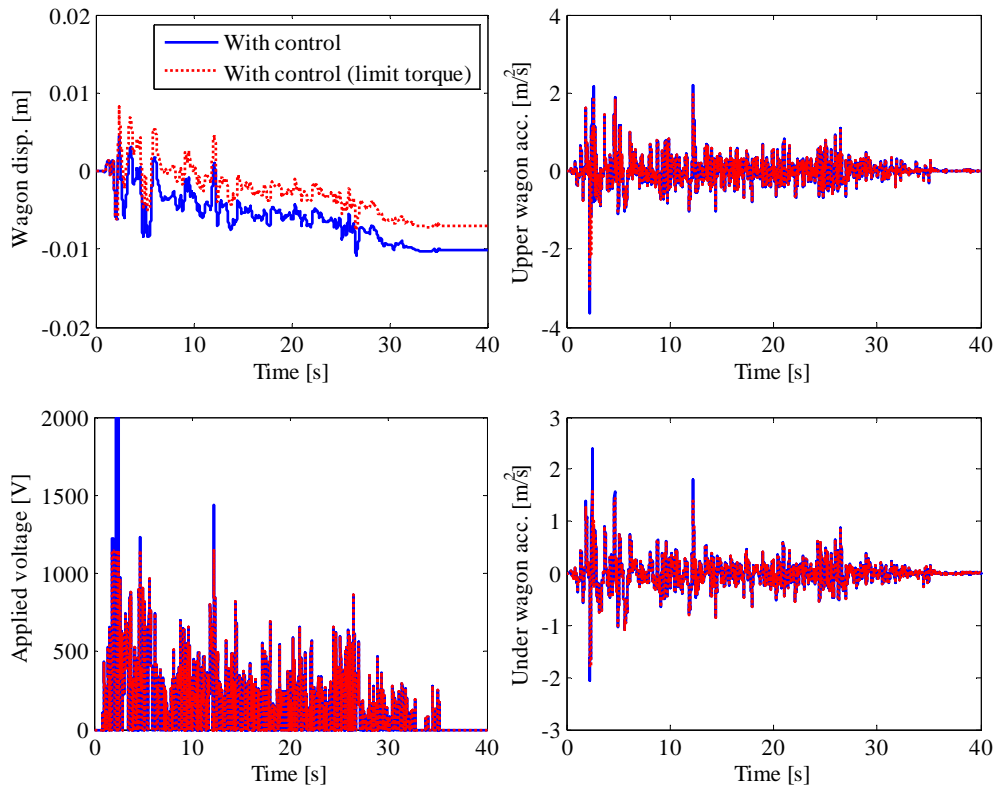 0.02
0.01
0
-0.01
-0.02
Wagon disp. [m]
With control
With control (limit torque)
0 10 20 30 40
Time [s]
4
2
0
-2
-4
Upper wagon acc. [m/s²]
0 10 20 30 40
Time [s]
2000
1500
1000
500
0
Applied voltage [V]
0 10 20 30 40
Time [s]
3
2
1
0
-1
-2
-3
Under wagon acc. [m/s²]
0 10 20 30 40
Time [s]